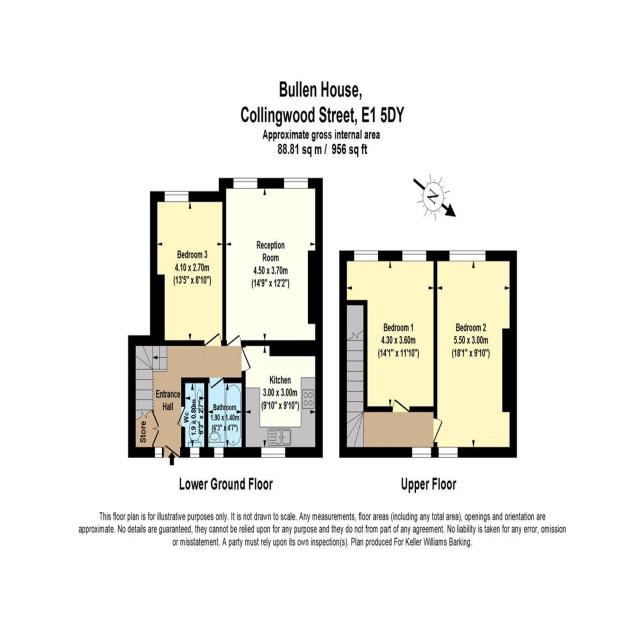 Bullen House,
Collingwood Street, E1 5DY
Approximate gross internal area
88.81 sq m / 956 sq ft
N
Bedroom 3
4.10 x 2.70m
(13'5" x 8'10")
Reception
Room
4.50 x 3.70m
(14'9" x 12'2")
Entrance
Hall
Store
Wc
1.9 x 0.80m
6'3" x 2'7")
Bathroom
1.90 x 1.40m
(6'3" x 4'7")
Kitchen
3.00 x 3.00m
(9'10" x 9'10")
Bedroom 1
4.30 x 3.60m
(14'1" x 11'10")
Bedroom 2
5.50 x 3.00m
(18'1" x 9'10")
Lower Ground Floor
Upper Floor
This floor plan is for illustrative purposes only. It is not drawn to scale. Any measurements, floor areas (including any total area), openings and orientation are
approximate. No details are guaranteed, they cannot be relied upon for any purpose and they do not from part of any agreement. No liability is taken for any error, omission
or misstatement. A party must rely upon its own inspection(s). Plan produced For Keller Williams Barking.